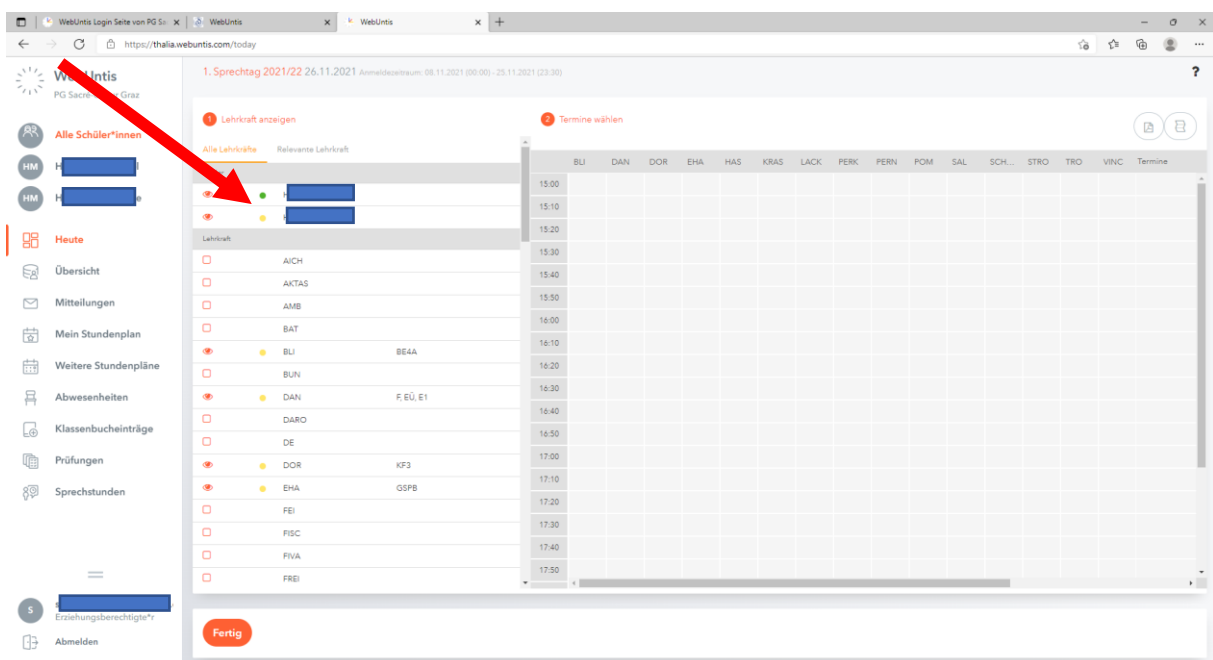 WebUntis Login Seite von PG Sa
WebUntis
WebUntis
https://thalia.webuntis.com/today
1. Sprechtag 2021/22 26.11.2021 Anmeldezeitraum: 08.11.2021 (00:00) - 25.11.2021 (23:30)
?
PG Sacre Graz
Alle Schüler*innen
HM
HM
Heute
Übersicht
Mitteilungen
Mein Stundenplan
Weitere Stundenpläne
Abwesenheiten
Klassenbucheinträge
Prüfungen
Sprechstunden
S
Erziehungsberechtigte*r
Abmelden
1 Lehrkraft anzeigen
Alle Lehrkräfte Relevante Lehrkraft
Lehrkraft
AICH
AKTAS
AMB
BAT
BLI BE4A
BUN
DAN F, EÜ, E1
DARO
DE
DOR KF3
EHA GSPB
FEI
FISC
FIVA
FREI
2 Termine wählen
BLI DAN DOR EHA HAS KRAS LACK PERK PERN POM SAL SCH... STRO TRO VINC Termine
15:00
15:10
15:20
15:30
15:40
15:50
16:00
16:10
16:20
16:30
16:40
16:50
17:00
17:10
17:20
17:30
17:40
17:50
Fertig